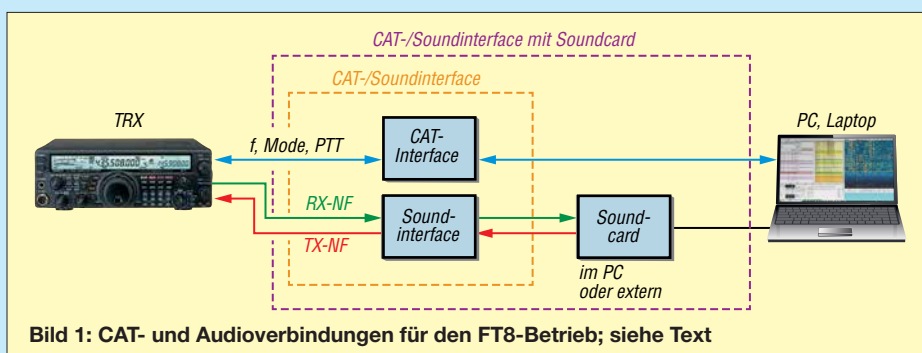 CAT-/Soundinterface mit Soundcard
CAT-/Soundinterface
TRX
f, Mode, PTT
CAT-
Interface
PC, Laptop
RX-NF
TX-NF
Sound-
interface
Sound-
card
im PC
oder extern
Bild 1: CAT- und Audioverbindungen für den FT8-Betrieb; siehe Text